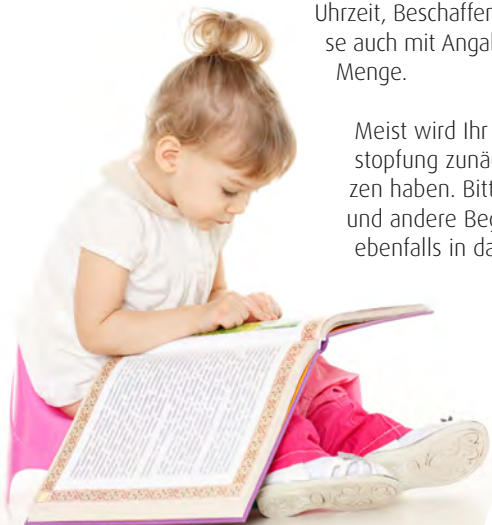 Uhrzeit, Beschaffen
se auch mit Angal
Menge.
Meist wird Ihr
stopfung zunä
zen haben. Bitt
und andere Beg
ebenfalls in da